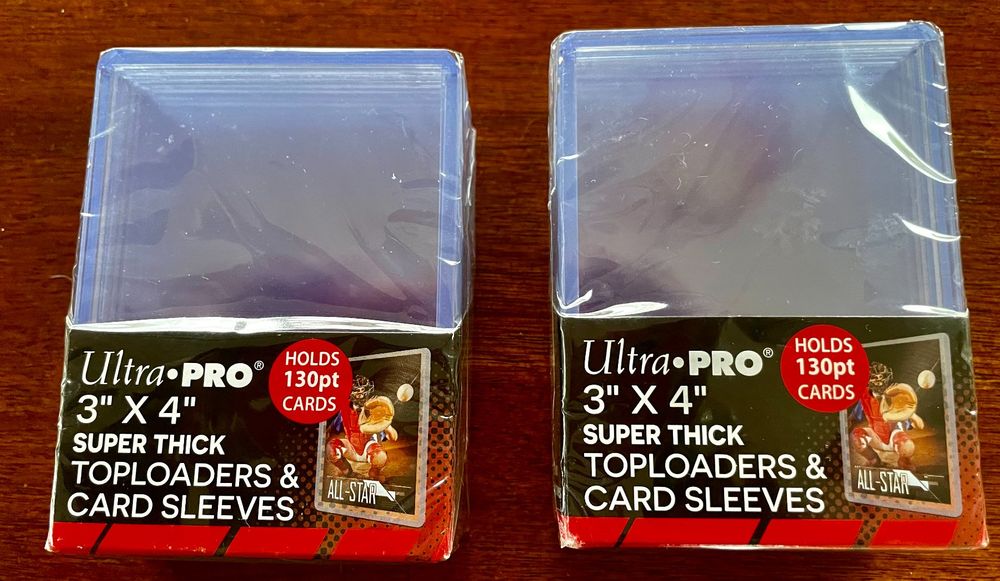 Ultra•PRO®
3" X 4"
SUPER THICK
TOPLOADERS &
CARD SLEEVES
HOLDS
130pt
CARDS
ALL-STAR
Ultra•PRO®
3" X 4"
SUPER THICK
TOPLOADERS &
CARD SLEEVES
HOLDS
130pt
CARDS
ALL-STAR